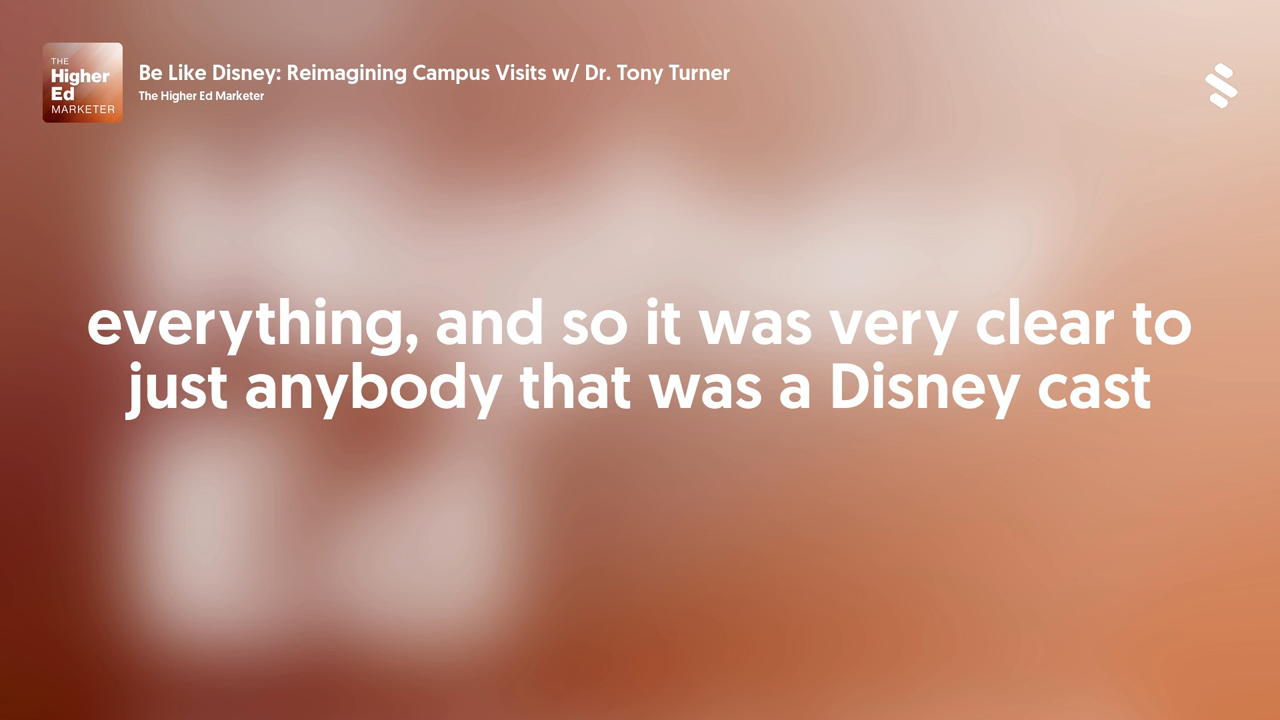 THE
Higher
Ed
MARKETER
Be Like Disney: Reimagining Campus Visits w/ Dr. Tony Turner
The Higher Ed Marketer
everything, and so it was very clear to
just anybody that was a Disney cast